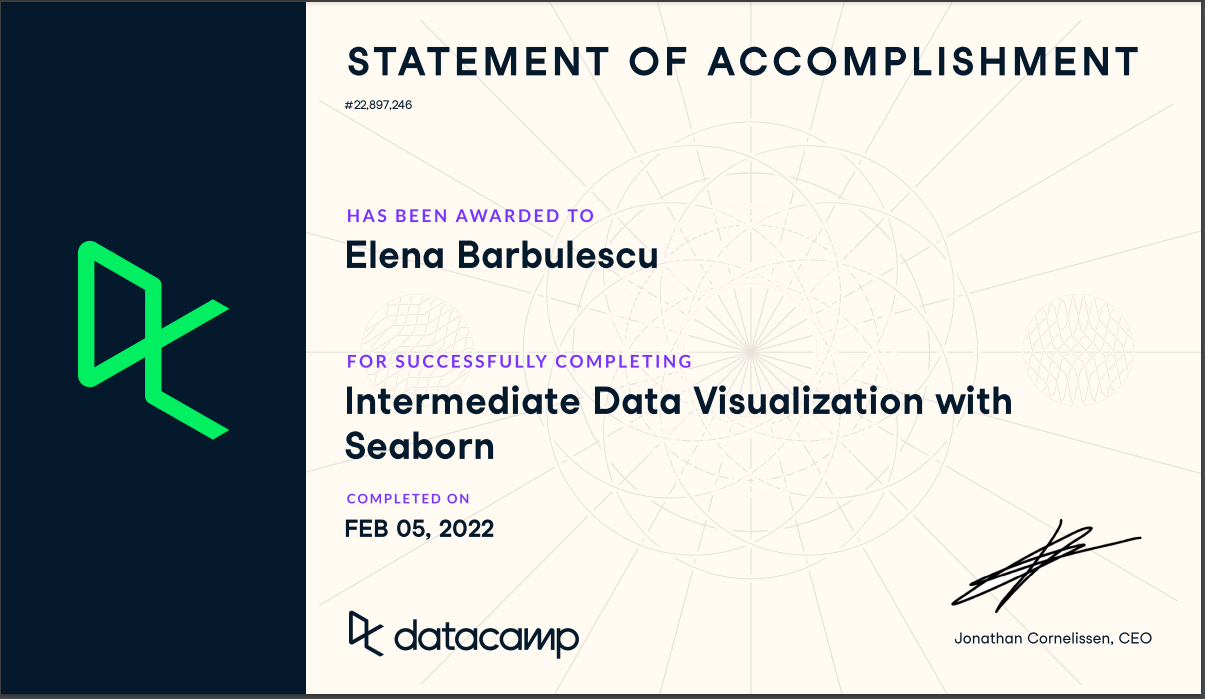 STATEMENT OF ACCOMPLISHMENT
#22,897,246
HAS BEEN AWARDED TO
Elena Barbulescu
FOR SUCCESSFULLY COMPLETING
Intermediate Data Visualization with
Seaborn
COMPLETED ON
FEB 05, 2022
datacamp
Jonathan Cornelissen, CEO